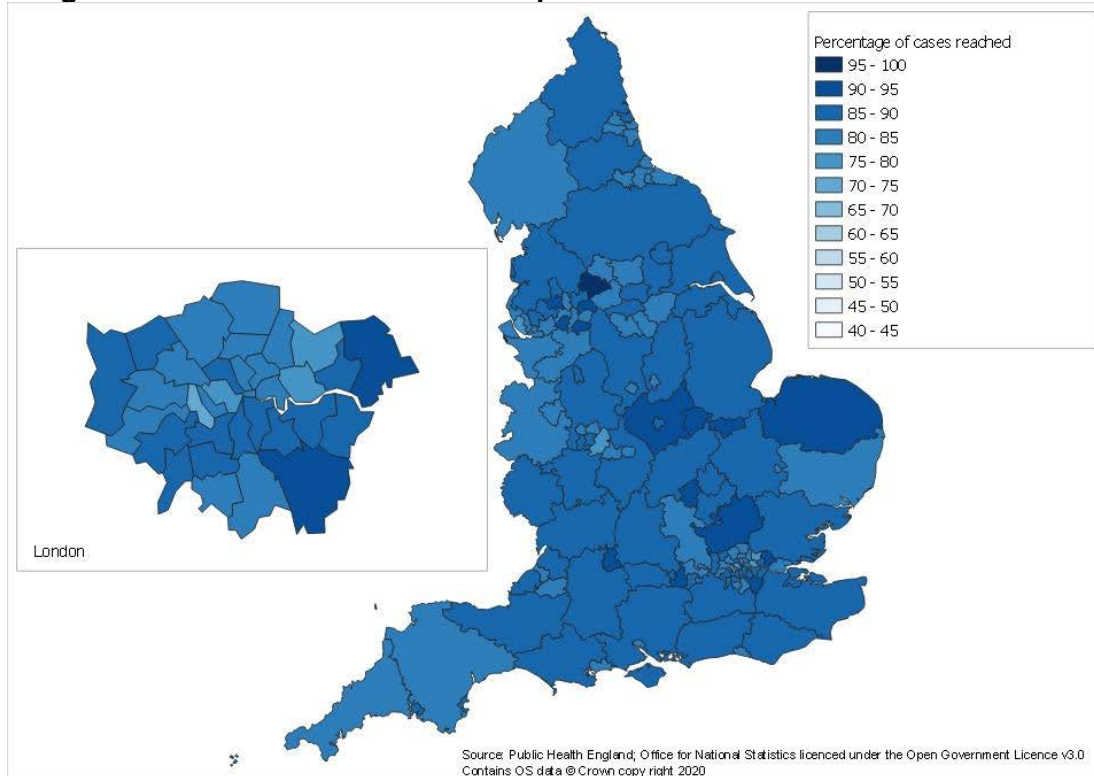 Percentage of cases reached
95 - 100
90 - 95
85 - 90
80 - 85
75 - 80
70 - 75
65 - 70
60 - 65
55 - 60
50 - 55
45 - 50
40 - 45
London
Source: Public Health England; Office for National Statistics licenced under the Open Government Licence v3.0
Contains OS data © Crown copy right 2020